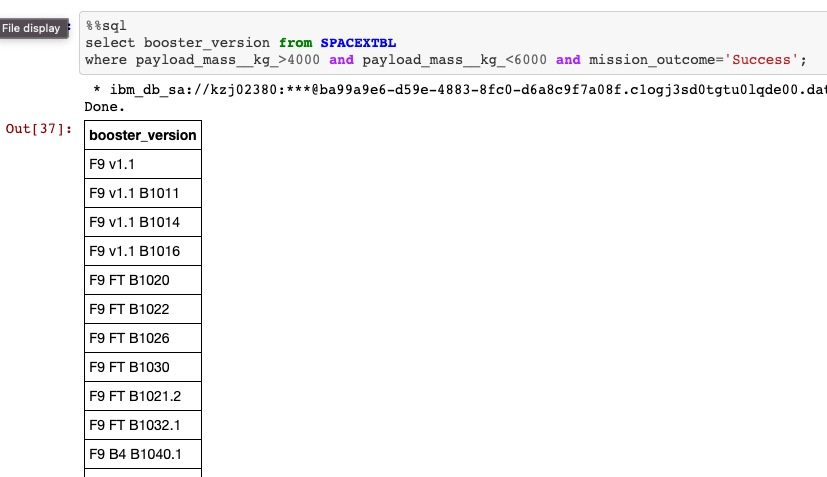 File display :
%%sql
select booster_version from SPACEXTBL
where payload_mass__kg_>4000 and payload_mass__kg_<6000 and mission_outcome='Success';
* ibm_db_sa://kzj02380:***@ba99a9e6-d59e-4883-8fc0-d6a8c9f7a08f.c1ogj3sd0tgtu0lqde00.dat
Done.
Out[37]:
booster_version
F9 v1.1
F9 v1.1 B1011
F9 v1.1 B1014
F9 v1.1 B1016
F9 FT B1020
F9 FT B1022
F9 FT B1026
F9 FT B1030
F9 FT B1021.2
F9 FT B1032.1
F9 B4 B1040.1